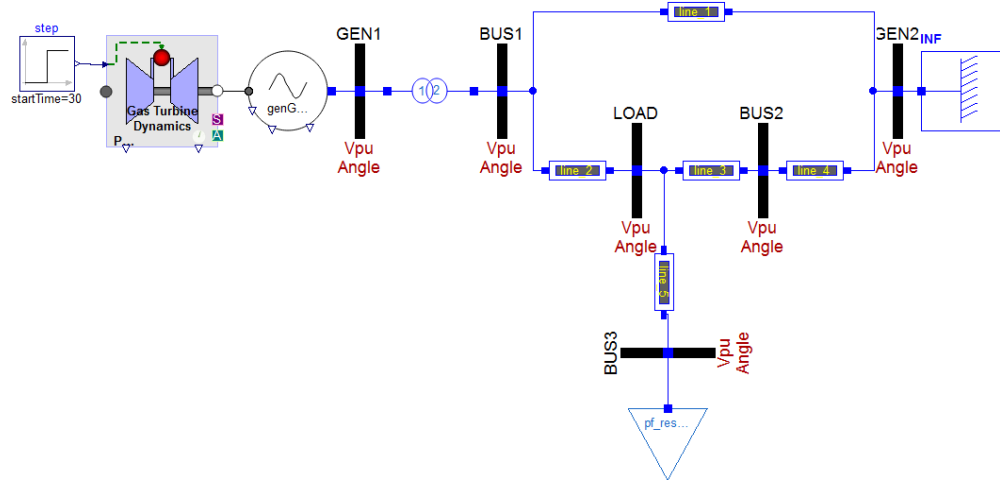 step
startTime=30
Gas Turbine
Dynamics
P...
S
A
genG...
GEN1
Vpu
Angle
1 2
BUS1
Vpu
Angle
line_1
line_2
LOAD
Vpu
Angle
line_3
BUS2
Vpu
Angle
line_4
GEN2
Vpu
Angle
INF
line_5
BUS3
Vpu
Angle
pf_res...